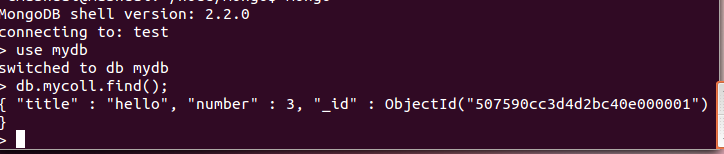 MongoDB shell version: 2.2.0
connecting to: test
> use mydb
switched to db mydb
> db.mycoll.find();
{ "title" : "hello", "number" : 3, "_id" : ObjectId("507590cc3d4d2bc40e000001")
}
>